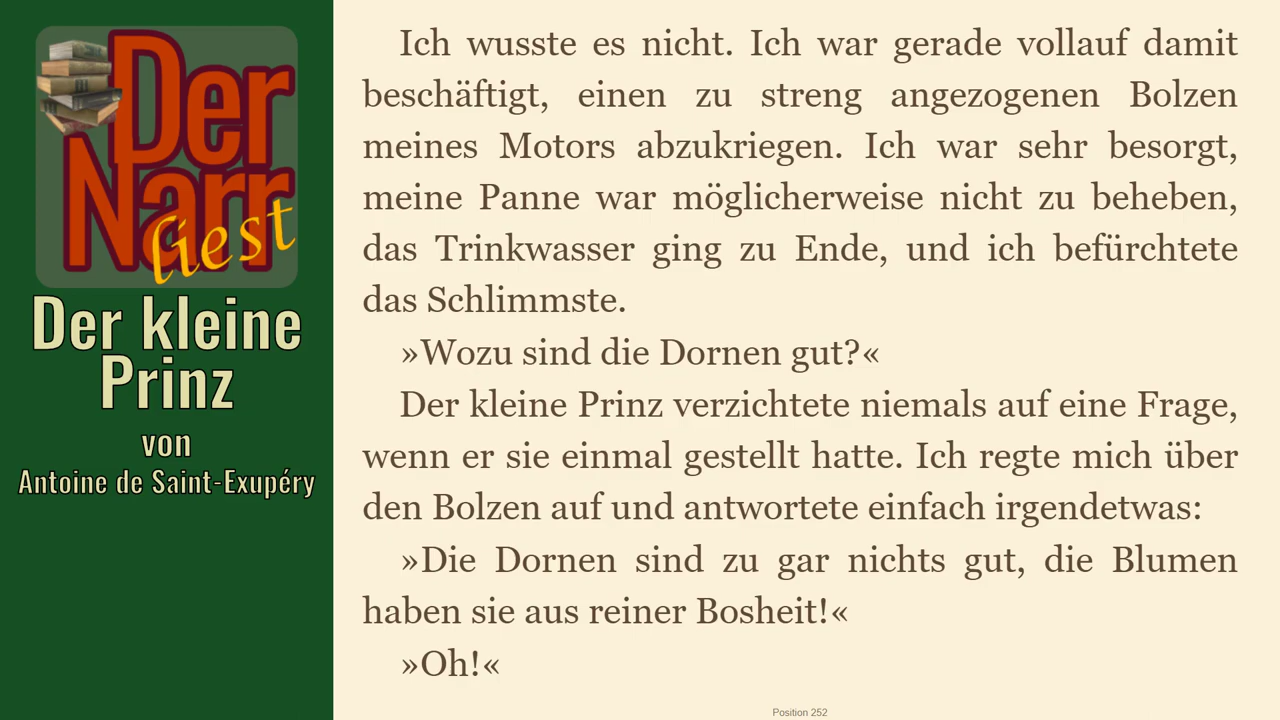 Der
Narr
liest
Der kleine
Prinz
von
Antoine de Saint-Exupéry
Ich wusste es nicht. Ich war gerade vollauf damit
beschäftigt, einen zu streng angezogenen Bolzen
meines Motors abzukriegen. Ich war sehr besorgt,
meine Panne war möglicherweise nicht zu beheben,
das Trinkwasser ging zu Ende, und ich befürchtete
das Schlimmste.
»Wozu sind die Dornen gut?«
Der kleine Prinz verzichtete niemals auf eine Frage,
wenn er sie einmal gestellt hatte. Ich regte mich über
den Bolzen auf und antwortete einfach irgendetwas:
»Die Dornen sind zu gar nichts gut, die Blumen
haben sie aus reiner Bosheit!«
»Oh!«
Position 252